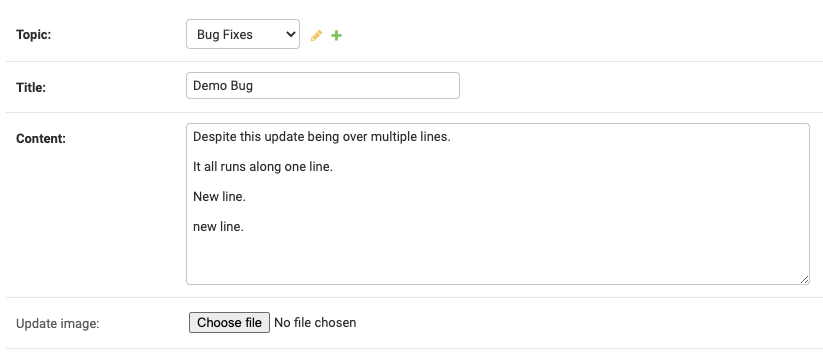 Topic: Bug Fixes
Title: Demo Bug
Content: Despite this update being over multiple lines.
It all runs along one line.
New line.
new line.
Update image: Choose file No file chosen